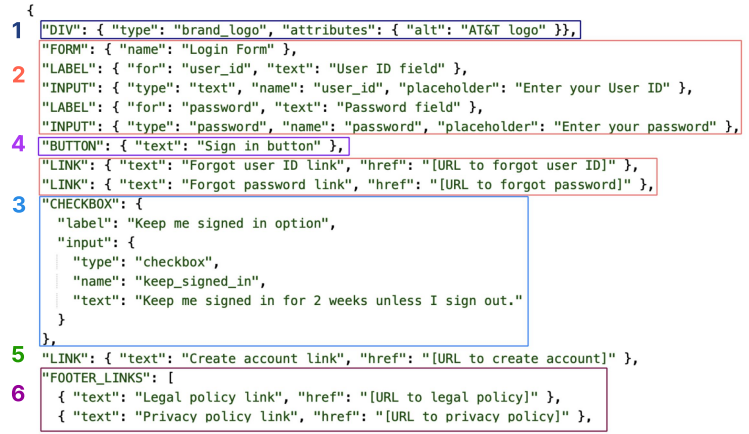 {
1 "DIV": { "type": "brand_logo", "attributes": { "alt": "AT&T logo" }},
"FORM": { "name": "Login Form" },
2 "LABEL": { "for": "user_id", "text": "User ID field" },
"INPUT": { "type": "text", "name": "user_id", "placeholder": "Enter your User ID" },
"LABEL": { "for": "password", "text": "Password field" },
"INPUT": { "type": "password", "name": "password", "placeholder": "Enter your password" },
4 "BUTTON": { "text": "Sign in button" },
"LINK": { "text": "Forgot user ID link", "href": "[URL to forgot user ID]" },
"LINK": { "text": "Forgot password link", "href": "[URL to forgot password]" },
3 "CHECKBOX": {
"label": "Keep me signed in option",
"input": {
"type": "checkbox",
"name": "keep_signed_in",
"text": "Keep me signed in for 2 weeks unless I sign out."
}
},
5 "LINK": { "text": "Create account link", "href": "[URL to create account]" },
6 "FOOTER_LINKS": [
{ "text": "Legal policy link", "href": "[URL to legal policy]" },
{ "text": "Privacy policy link", "href": "[URL to privacy policy]" },